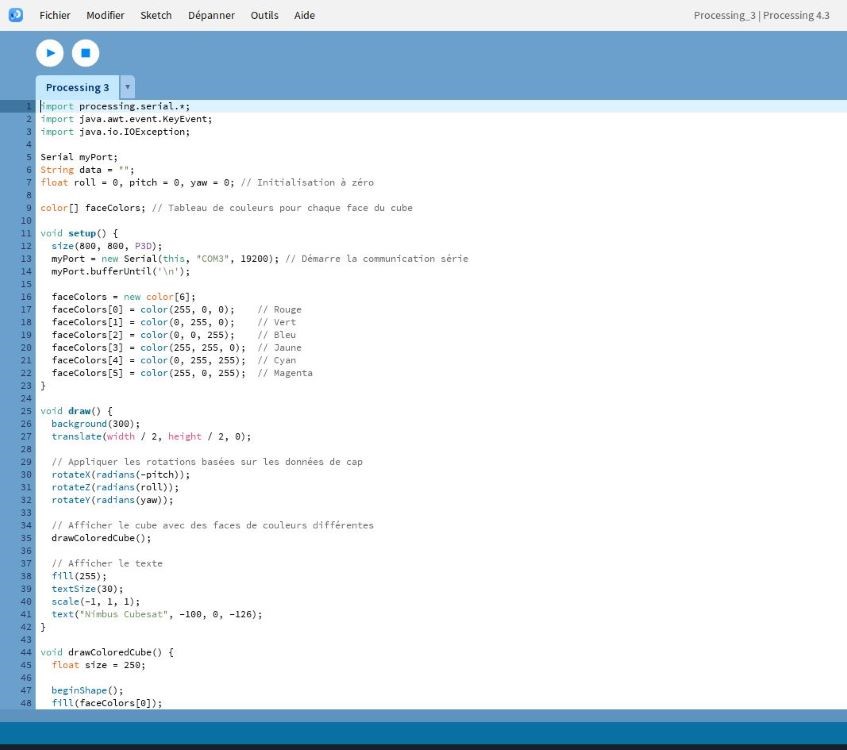 Fichier Modifier Sketch Dépanner Outils Aide Processing_3 | Processing 4.3
Processing 3
1 import processing.serial.*;
2 import java.awt.event.KeyEvent;
3 import java.io.IOException;
4
5 Serial myPort;
6 String data = "";
7 float roll = 0, pitch = 0, yaw = 0; // Initialisation à zéro
8
9 color[] faceColors; // Tableau de couleurs pour chaque face du cube
10
11 void setup() {
12   size(800, 800, P3D);
13   myPort = new Serial(this, "COM3", 19200); // Démarre la communication série
14   myPort.bufferUntil('\n');
15
16   faceColors = new color[6];
17   faceColors[0] = color(255, 0, 0);    // Rouge
18   faceColors[1] = color(0, 255, 0);    // Vert
19   faceColors[2] = color(0, 0, 255);    // Bleu
20   faceColors[3] = color(255, 255, 0);  // Jaune
21   faceColors[4] = color(0, 255, 255);  // Cyan
22   faceColors[5] = color(255, 0, 255);  // Magenta
23 }
24
25 void draw() {
26   background(300);
27   translate(width / 2, height / 2, 0);
28
29   // Appliquer les rotations basées sur les données de cap
30   rotateX(radians(-pitch));
31   rotateZ(radians(roll));
32   rotateY(radians(yaw));
33
34   // Afficher le cube avec des faces de couleurs différentes
35   drawColoredCube();
36
37   // Afficher le texte
38   fill(255);
39   textSize(30);
40   scale(-1, 1, 1);
41   text("Nimbus Cubesat", -100, 0, -126);
42 }
43
44 void drawColoredCube() {
45   float size = 250;
46
47   beginShape();
48   fill(faceColors[0]);